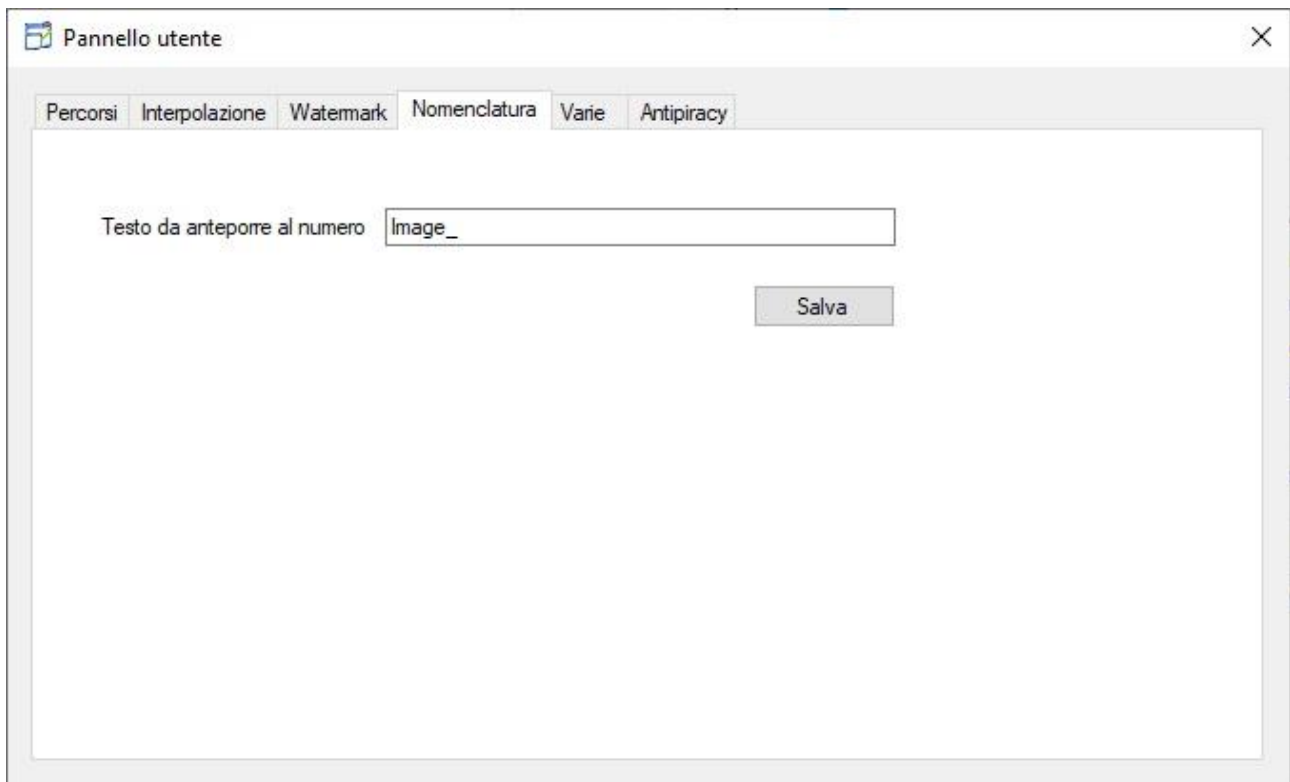 Pannello utente
Percorsi Interpolazione Watermark Nomenclatura Varie Antipiracy
Testo da anteporre al numero Image_
Salva